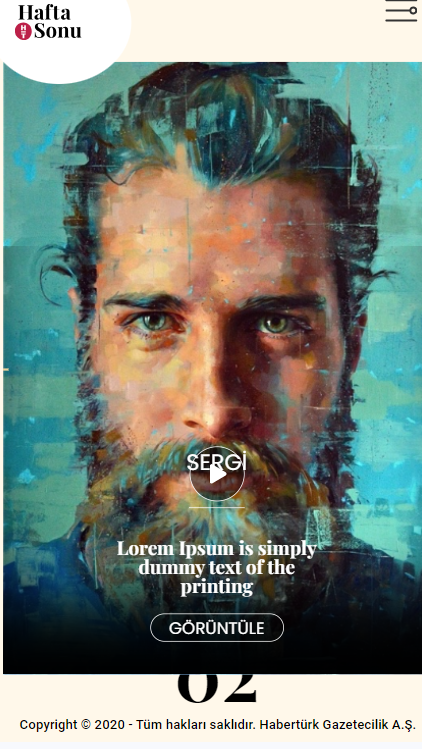 Hafta
HT Sonu
SERGİ
Lorem Ipsum is simply
dummy text of the
printing
GÖRÜNTÜLE
02
Copyright © 2020 - Tüm hakları saklıdır. Habertürk Gazetecilik A.Ş.